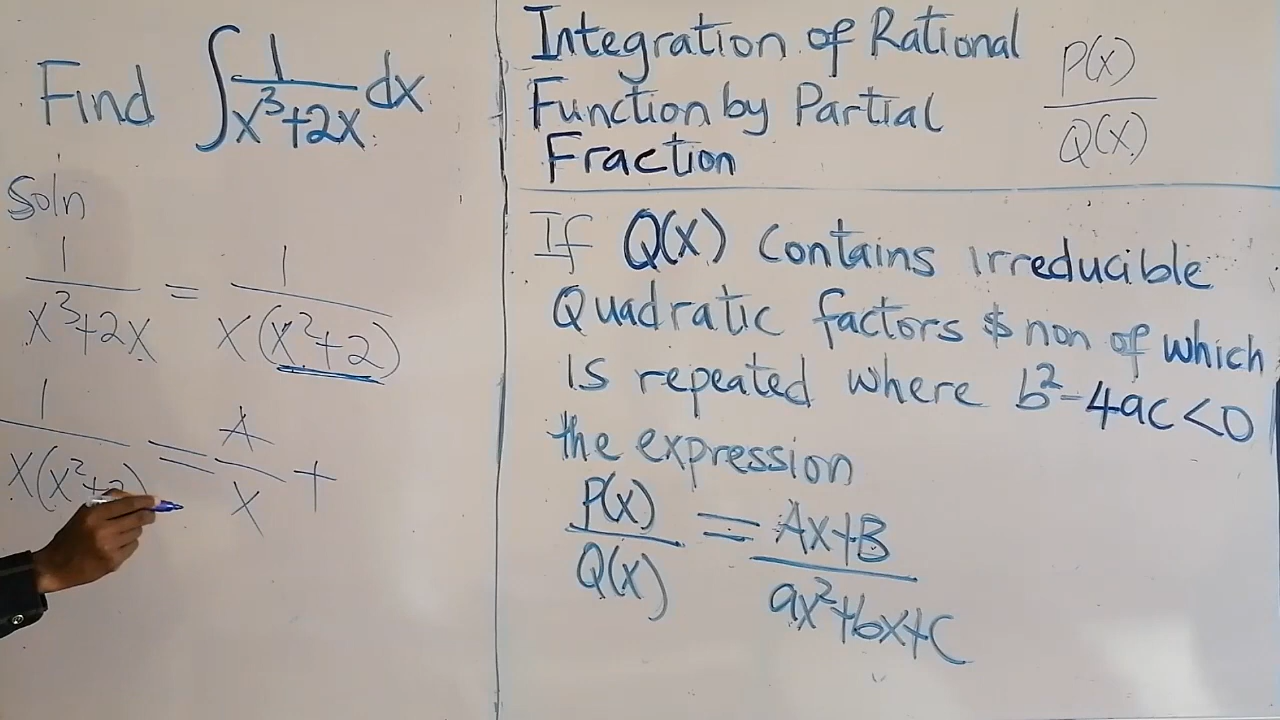 Find ∫ 1/(x³+2x) dx
Soln
1/(x³+2x) = 1/(x(x²+2))
1/(x(x²+2)) = A/x +
Integration of Rational
Function by Partial
Fraction
P(x)/Q(x)
If Q(x) contains irreducible
Quadratic factors $ non of which
is repeated where b²-4ac<0
the expression
P(x)/Q(x) = Ax+B/ax²+bx+c